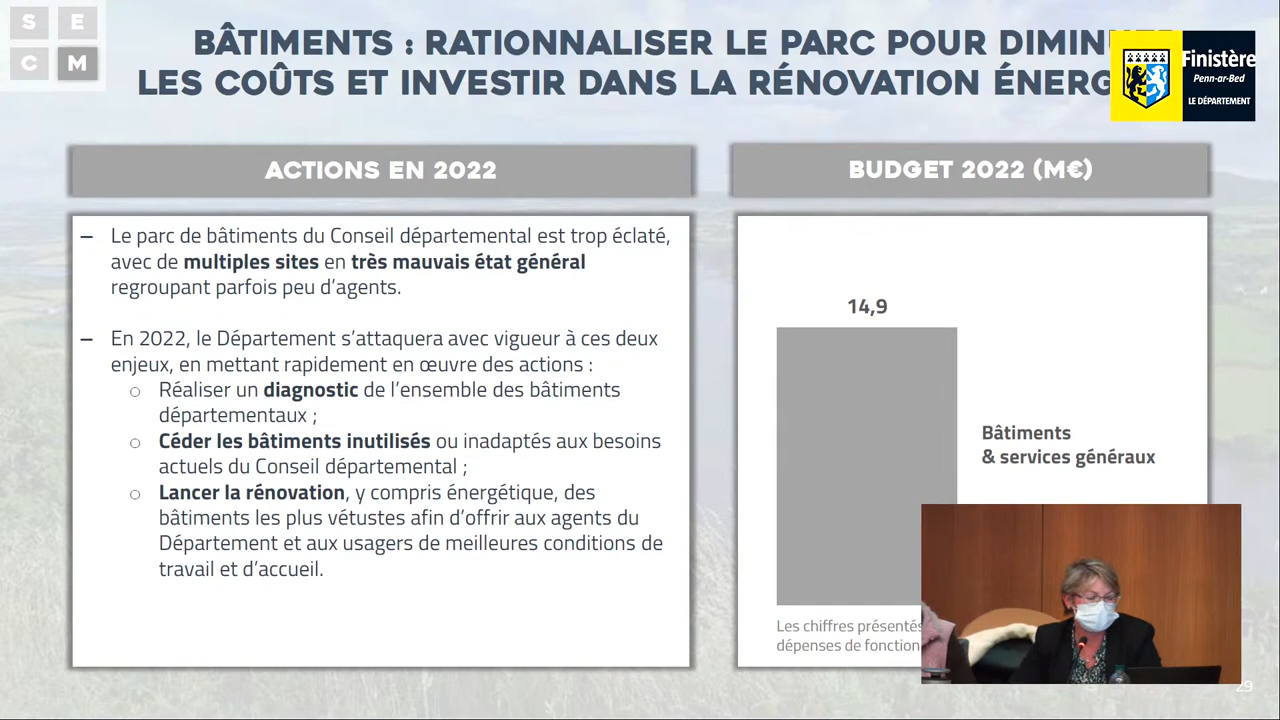 S E
C M
BÂTIMENTS : RATIONNALISER LE PARC POUR
LES COÛTS ET INVESTIR DANS LA RÉNOVATION
Finistère
Penn-ar-Bed
LE DÉPARTEMENT
ACTIONS EN 2022
– Le parc de bâtiments du Conseil départemental est trop éclaté,
avec de multiples sites en très mauvais état général
regroupant parfois peu d’agents.
– En 2022, le Département s’attaquera avec vigueur à ces deux
enjeux, en mettant rapidement en œuvre des actions :
○ Réaliser un diagnostic de l’ensemble des bâtiments
départementaux ;
○ Céder les bâtiments inutilisés ou inadaptés aux besoins
actuels du Conseil départemental ;
○ Lancer la rénovation, y compris énergétique, des
bâtiments les plus vétustes afin d’offrir aux agents du
Département et aux usagers de meilleures conditions de
travail et d’accueil.
BUDGET 2022 (M€)
14,9
Bâtiments
& services généraux
Les chiffres présentés
dépenses de
29